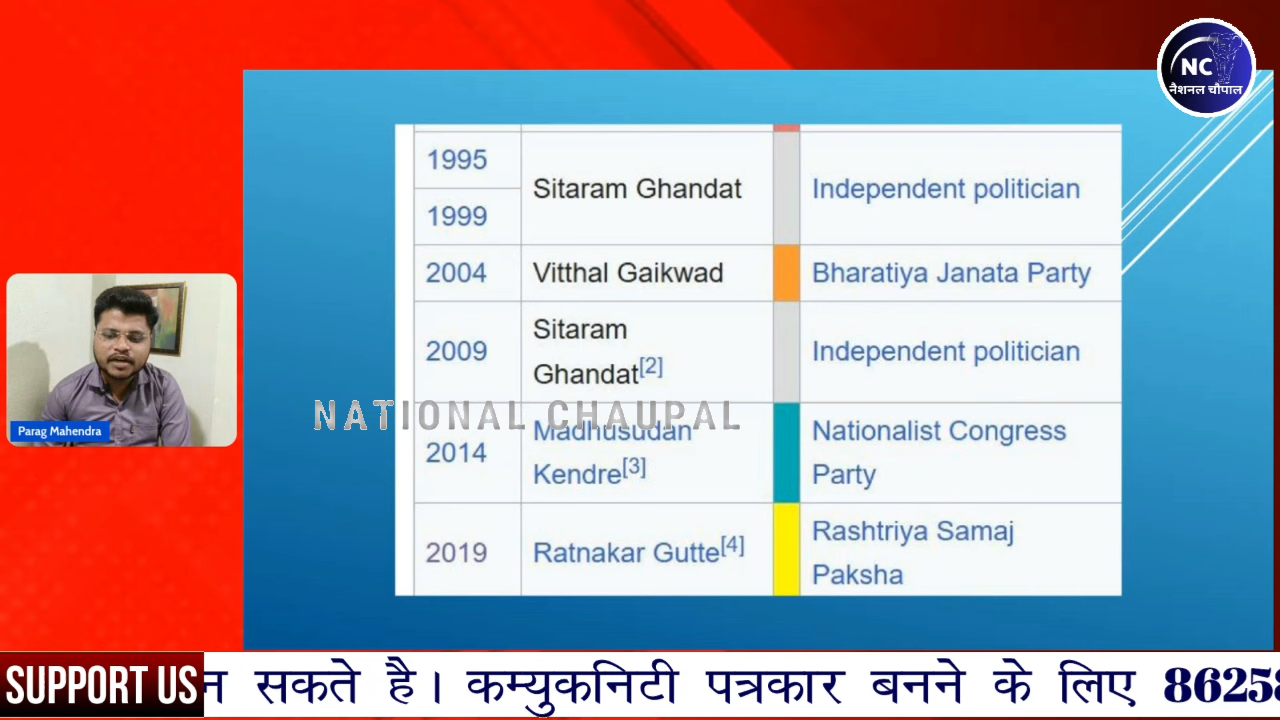 NC
नैशनल चौपाल
1995
Sitaram Ghandat
Independent politician
1999
2004
Vitthal Gaikwad
Bharatiya Janata Party
2009
Sitaram
Ghandat[2]
Independent politician
NATIONAL CHAUPAL
2014
Madhusudan
Kendre[3]
Nationalist Congress
Party
2019
Ratnakar Gutte[4]
Rashtriya Samaj
Paksha
Parag Mahendra
SUPPORT US
न सकते है। कम्युकनिटी पत्रकार बनने के लिए 8625